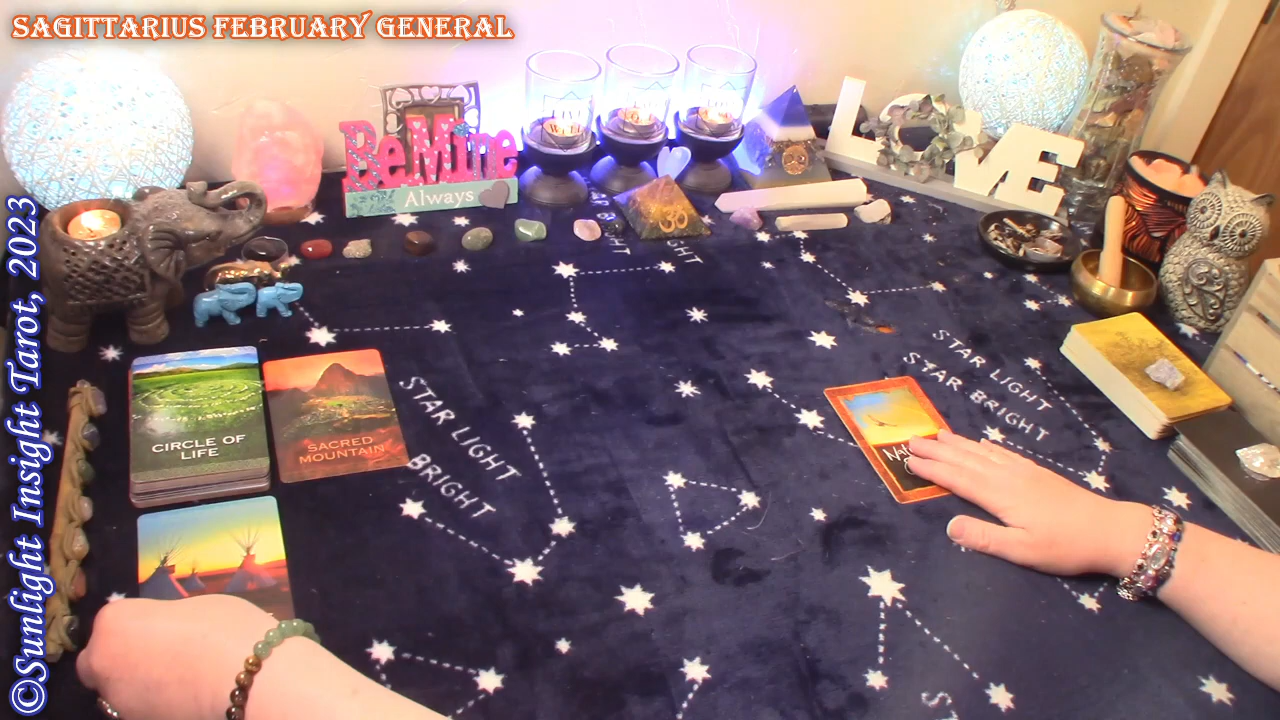 SAGITTARIUS FEBRUARY GENERAL
©Sunlight Insight Tarot, 2023
Be Mine
Always
LOVE
STAR LIGHT
STAR BRIGHT
CIRCLE OF
LIFE
SACRED
MOUNTAIN
STAR LIGHT
BRIGHT